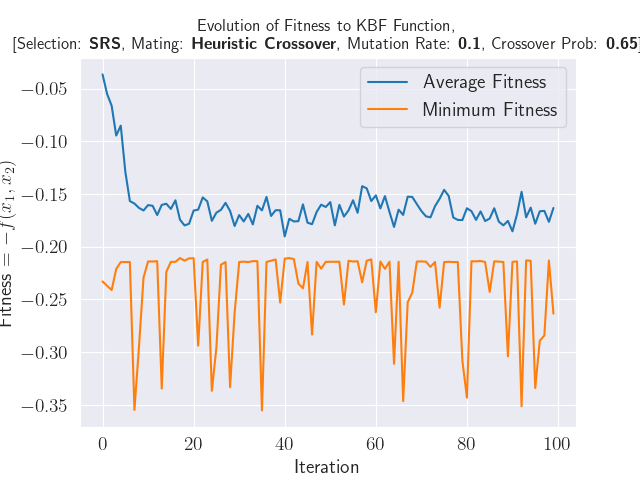 Evolution of Fitness to KBF Function,
[Selection: SRS, Mating: Heuristic Crossover, Mutation Rate: 0.1, Crossover Prob: 0.65]
Average Fitness
Minimum Fitness
−0.05
−0.10
−0.15
−0.20
−0.25
−0.30
−0.35
Fitness = −f(x₁, x₂)
0 20 40 60 80 100
Iteration